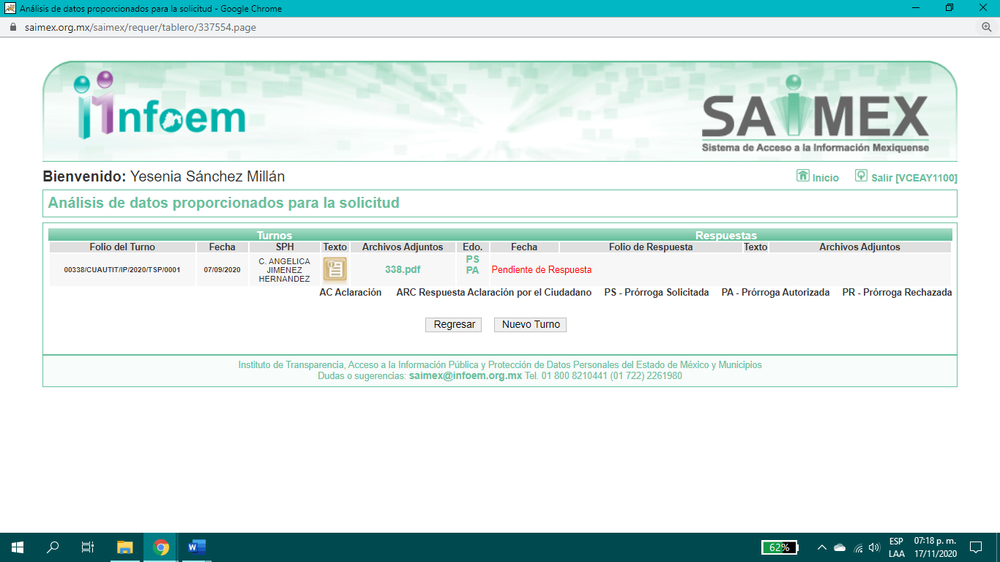 Análisis de datos proporcionados para la solicitud - Google Chrome
saimex.org.mx/saimex/requer/tablero/337554.page
infoem
SAIMEX
Sistema de Acceso a la Información Mexiquense
Bienvenido: Yesenia Sánchez Millán
Inicio Salir [VCEAY1100]
Análisis de datos proporcionados para la solicitud
Turnos Respuestas
Folio del Turno Fecha SPH Texto Archivos Adjuntos Edo. Fecha Folio de Respuesta Texto Archivos Adjuntos
00338/CUAUTIT/IP/2020/TSP/0001 07/09/2020 C. ANGELICA JIMENEZ HERNANDEZ 338.pdf PS PA Pendiente de Respuesta
AC Aclaración ARC Respuesta Aclaración por el Ciudadano PS - Prórroga Solicitada PA - Prórroga Autorizada PR - Prórroga Rechazada
Regresar Nuevo Turno
Instituto de Transparencia, Acceso a la Información Pública y Protección de Datos Personales del Estado de México y Municipios
Dudas o sugerencias: saimex@infoem.org.mx Tel. 01 800 8210441 (01 722) 2261980
62%
ESP
LAA
07:18 p. m.
17/11/2020